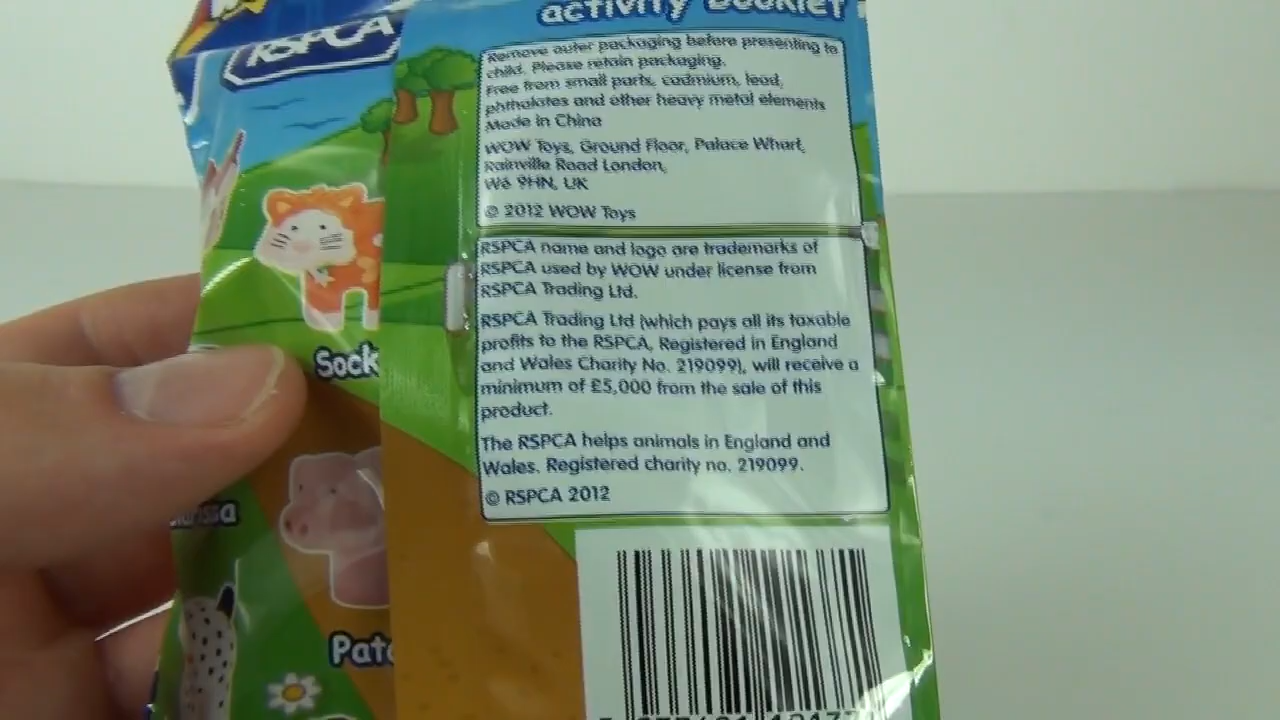 activity Booklet
RSPCA
Remove outer packaging before presenting to
child. Please retain packaging.
Free from small parts, cadmium, lead,
phthalates and other heavy metal elements
Made in China
WOW Toys, Ground Floor, Palace Wharf,
Rainville Road London,
W6 9HN, UK
© 2012 WOW Toys
RSPCA name and logo are trademarks of
RSPCA used by WOW under license from
RSPCA Trading Ltd.
RSPCA Trading Ltd (which pays all its taxable
profits to the RSPCA, Registered in England
and Wales Charity No. 219099), will receive a
minimum of £5,000 from the sale of this
product.
The RSPCA helps animals in England and
Wales. Registered charity no. 219099.
© RSPCA 2012
Sock
Patc